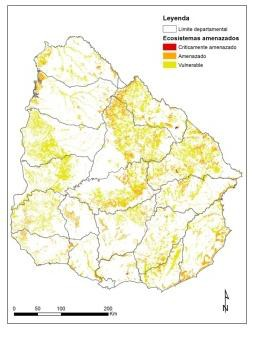 Leyenda
Límite departamental
Ecosistemas amenazados
Críticamente amenazado
Amenazado
Vulnerable
N
0 50 100 200
Km